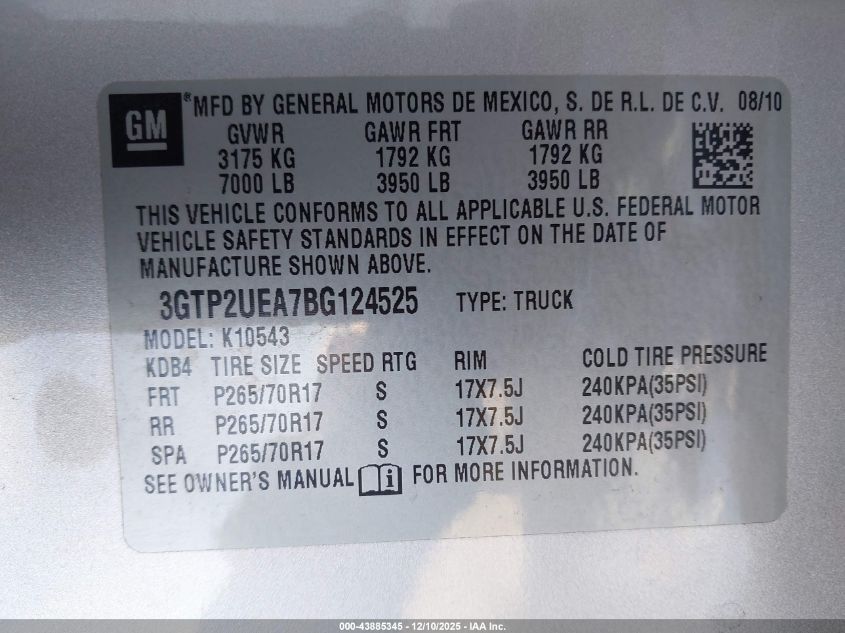 GM ® MFD BY GENERAL MOTORS DE MEXICO, S. DE R.L. DE C.V. 08/10
GVWR GAWR FRT GAWR RR
3175 KG 1792 KG 1792 KG
7000 LB 3950 LB 3950 LB
THIS VEHICLE CONFORMS TO ALL APPLICABLE U.S. FEDERAL MOTOR
VEHICLE SAFETY STANDARDS IN EFFECT ON THE DATE OF
MANUFACTURE SHOWN ABOVE.
3GTP2UEA7BG124525 TYPE: TRUCK
MODEL: K10543
KDB4 TIRE SIZE SPEED RTG RIM COLD TIRE PRESSURE
FRT P265/70R17 S 17X7.5J 240KPA(35PSI)
RR P265/70R17 S 17X7.5J 240KPA(35PSI)
SPA P265/70R17 S 17X7.5J 240KPA(35PSI)
SEE OWNER'S MANUAL i FOR MORE INFORMATION.
000-43885345 - 12/10/2025 - IAA Inc.